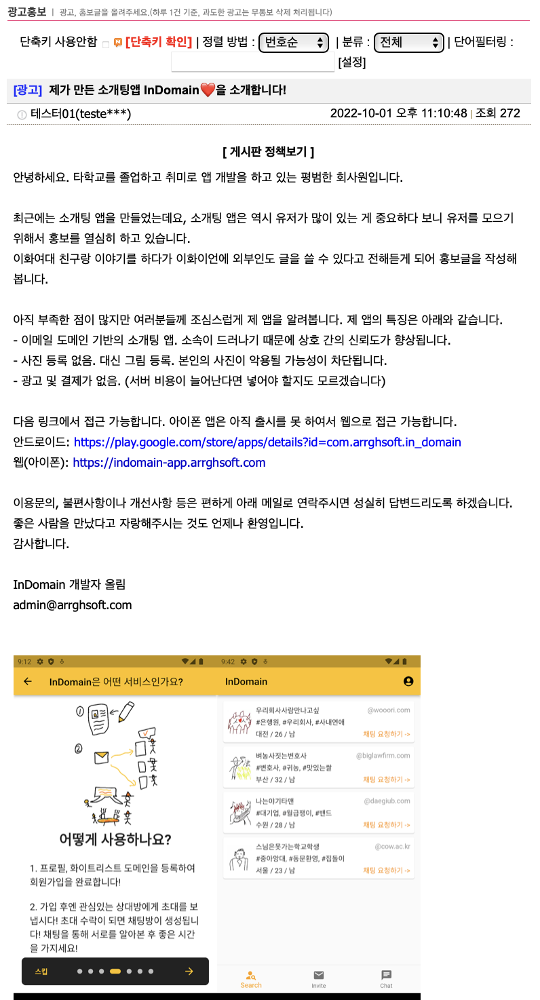 광고홍보 | 광고, 홍보글을 올려주세요.(하루 1건 기준, 과도한 광고는 무통보 삭제 처리됩니다)
단축키 사용안함 [단축키 확인] | 정렬 방법 : 번호순 | 분류 : 전체 | 단어필터링 :
[설정]
[광고] 제가 만든 소개팅앱 InDomain❤️을 소개합니다!
테스터01(teste***) 2022-10-01 오후 11:10:48 | 조회 272
[ 게시판 정책보기 ]
안녕하세요. 타학교를 졸업하고 취미로 앱 개발을 하고 있는 평범한 회사원입니다.
최근에는 소개팅 앱을 만들었는데요, 소개팅 앱은 역시 유저가 많이 있는 게 중요하다 보니 유저를 모으기
위해서 홍보를 열심히 하고 있습니다.
이화여대 친구랑 이야기를 하다가 이화이언에 외부인도 글을 쓸 수 있다고 전해듣게 되어 홍보글을 작성해
봅니다.
아직 부족한 점이 많지만 여러분들께 조심스럽게 제 앱을 알려봅니다. 제 앱의 특징은 아래와 같습니다.
- 이메일 도메인 기반의 소개팅 앱. 소속이 드러나기 때문에 상호 간의 신뢰도가 향상됩니다.
- 사진 등록 없음. 대신 그림 등록. 본인의 사진이 악용될 가능성이 차단됩니다.
- 광고 및 결제가 없음. (서버 비용이 늘어난다면 넣어야 할지도 모르겠습니다)
다음 링크에서 접근 가능합니다. 아이폰 앱은 아직 출시를 못 하여서 웹으로 접근 가능합니다.
안드로이드: https://play.google.com/store/apps/details?id=com.arrghsoft.in_domain
웹(아이폰): https://indomain-app.arrghsoft.com
이용문의, 불편사항이나 개선사항 등은 편하게 아래 메일로 연락주시면 성실히 답변드리도록 하겠습니다.
좋은 사람을 만났다고 자랑해주시는 것도 언제나 환영입니다.
감사합니다.
InDomain 개발자 올림
admin@arrghsoft.com
9:12
InDomain은 어떤 서비스인가요?
①
②
어떻게 사용하나요?
1. 프로필, 화이트리스트 도메인을 등록하여
회원가입을 완료합니다!
2. 가입 후엔 관심있는 상대방에게 초대를 보
냅시다! 초대 수락이 되면 채팅방이 생성됩니
다! 채팅을 통해 서로를 알아본 후 좋은 시간
을 가지세요!
스킵
9:42
InDomain
우리회사사람만나고싶 @wooori.com
#은행원, #우리회사, #사내연애
대전 / 26 / 남 채팅 요청하기 ->
벼농사짓는변호사 @biglawfirm.com
#변호사, #귀농, #맛있는쌀
부산 / 32 / 남 채팅 요청하기 ->
나는야기타맨 @daegiub.com
#대기업, #월급쟁이, #밴드
수원 / 28 / 남 채팅 요청하기 ->
스님은못가는학교학생 @cow.ac.kr
#중아앙대, #동문환영, #집돌이
서울 / 23 / 남 채팅 요청하기 ->
Search Invite Chat